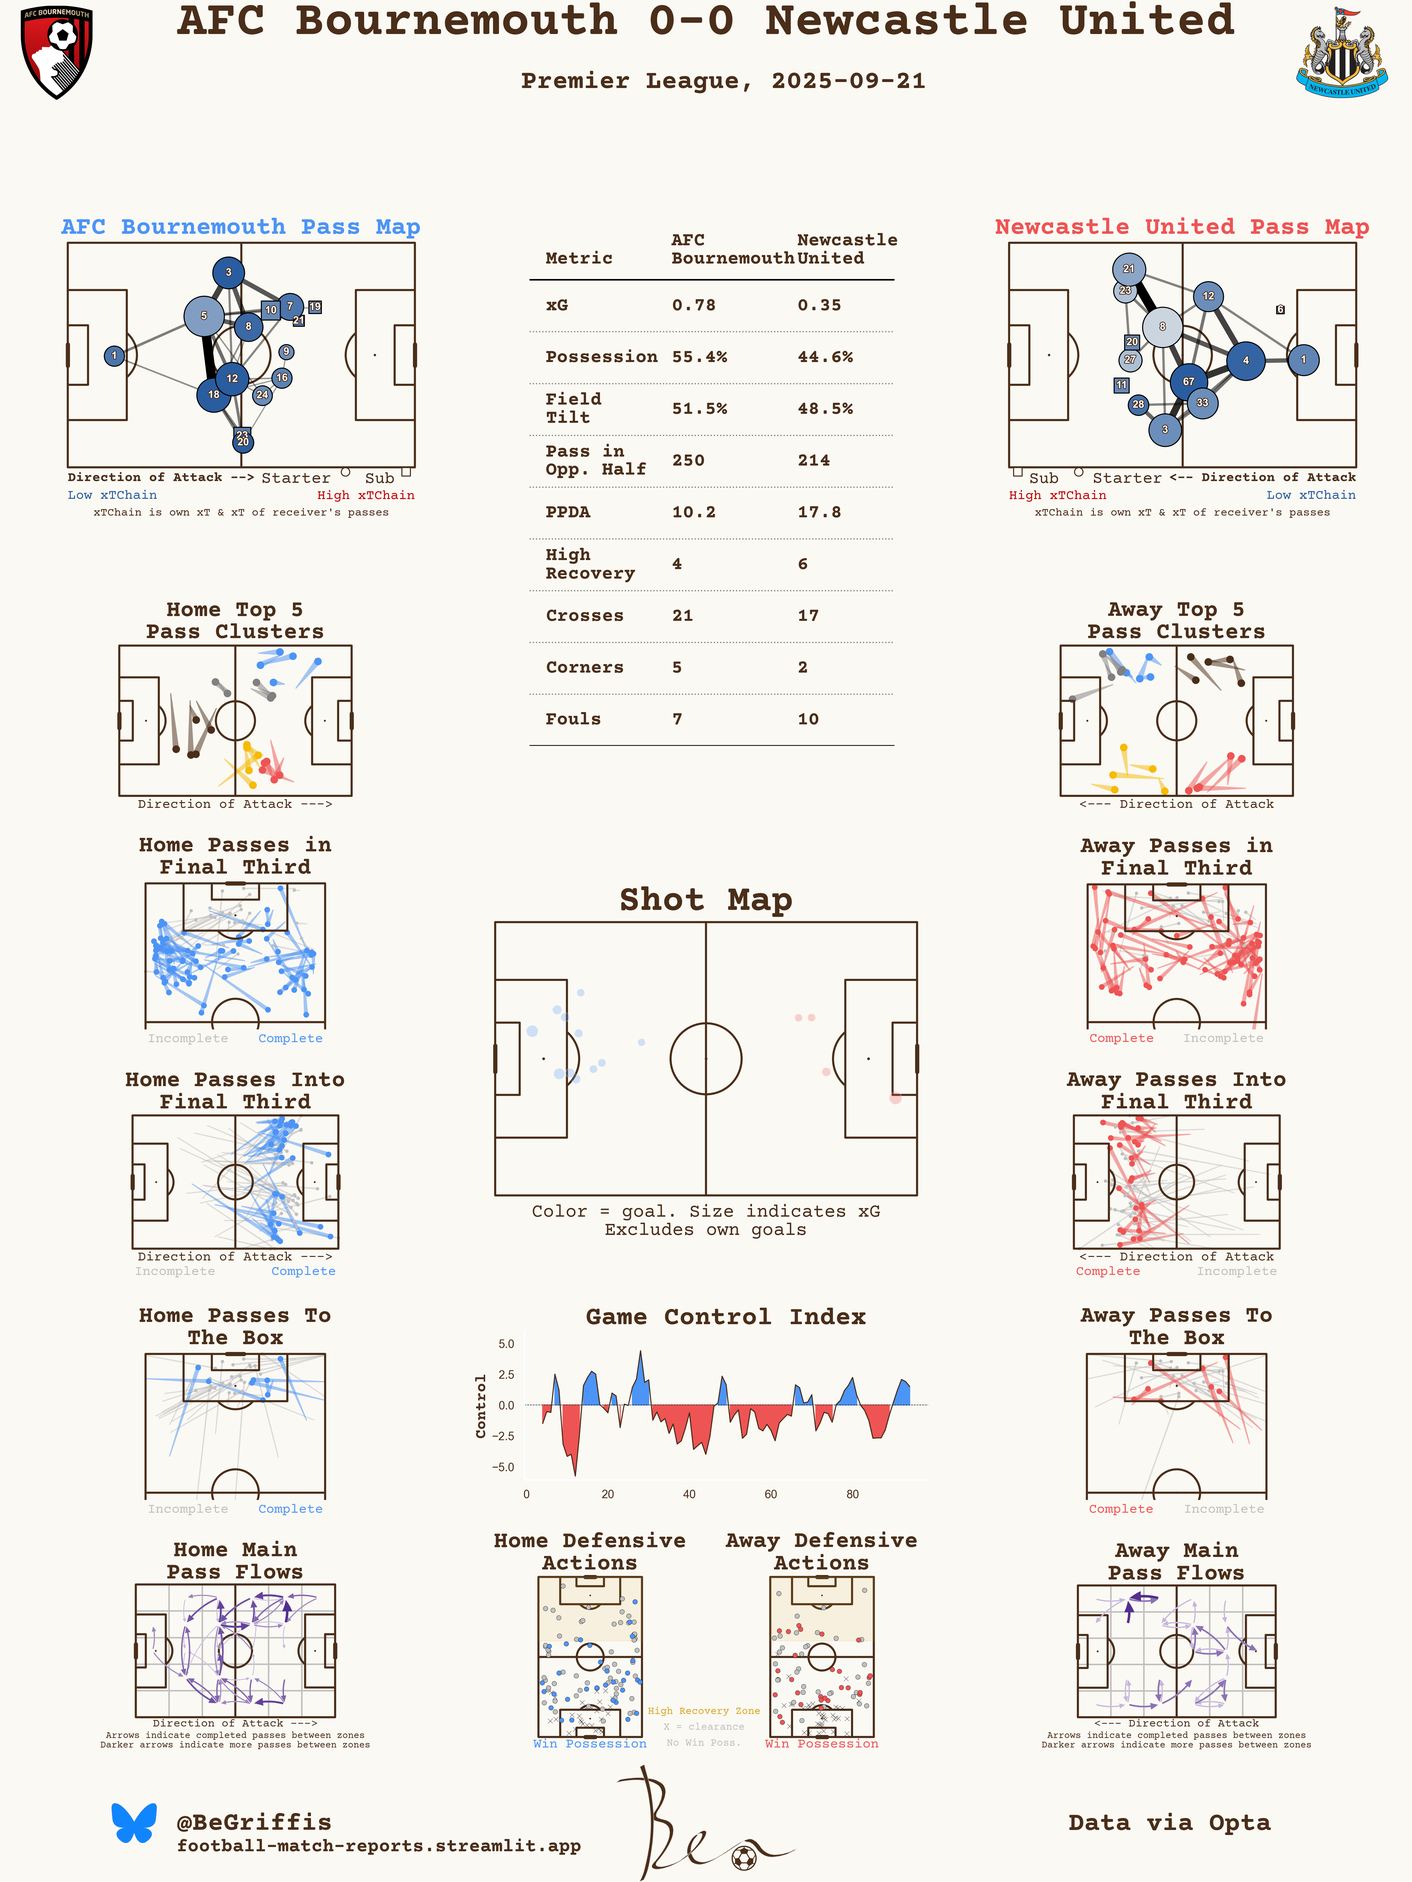 AFC BOURNEMOUTH
AFC Bournemouth 0-0 Newcastle United
Premier League, 2025-09-21
NEWCASTLE UNITED
AFC Bournemouth Pass Map
3
5
10
7
19
21
8
1
9
12
16
18
24
23
20
Direction of Attack --> Starter Sub
Low xTChain High xTChain
xTChain is own xT & xT of receiver's passes
Metric AFC Bournemouth Newcastle United
xG 0.78 0.35
Possession 55.4% 44.6%
Field Tilt 51.5% 48.5%
Pass in Opp. Half 250 214
PPDA 10.2 17.8
High Recovery 4 6
Crosses 21 17
Corners 5 2
Fouls 7 10
Newcastle United Pass Map
21
23
12
6
8
20
27
4
1
11
67
28
33
3
Sub Starter <-- Direction of Attack
High xTChain Low xTChain
xTChain is own xT & xT of receiver's passes
Home Top 5
Pass Clusters
Direction of Attack --->
Away Top 5
Pass Clusters
<--- Direction of Attack
Home Passes in
Final Third
Incomplete Complete
Shot Map
Color = goal. Size indicates xG
Excludes own goals
Away Passes in
Final Third
Complete Incomplete
Home Passes Into
Final Third
Direction of Attack --->
Incomplete Complete
Away Passes Into
Final Third
<--- Direction of Attack
Complete Incomplete
Home Passes To
The Box
Incomplete Complete
Game Control Index
Control
5.0
2.5
0.0
−2.5
−5.0
0 20 40 60 80
Away Passes To
The Box
Complete Incomplete
Home Main
Pass Flows
Direction of Attack --->
Arrows indicate completed passes between zones
Darker arrows indicate more passes between zones
Home Defensive
Actions
Win Possession
High Recovery Zone
X = clearance
No Win Poss.
Away Defensive
Actions
Win Possession
Away Main
Pass Flows
<--- Direction of Attack
Arrows indicate completed passes between zones
Darker arrows indicate more passes between zones
@BeGriffis
football-match-reports.streamlit.app
Ben
Data via Opta